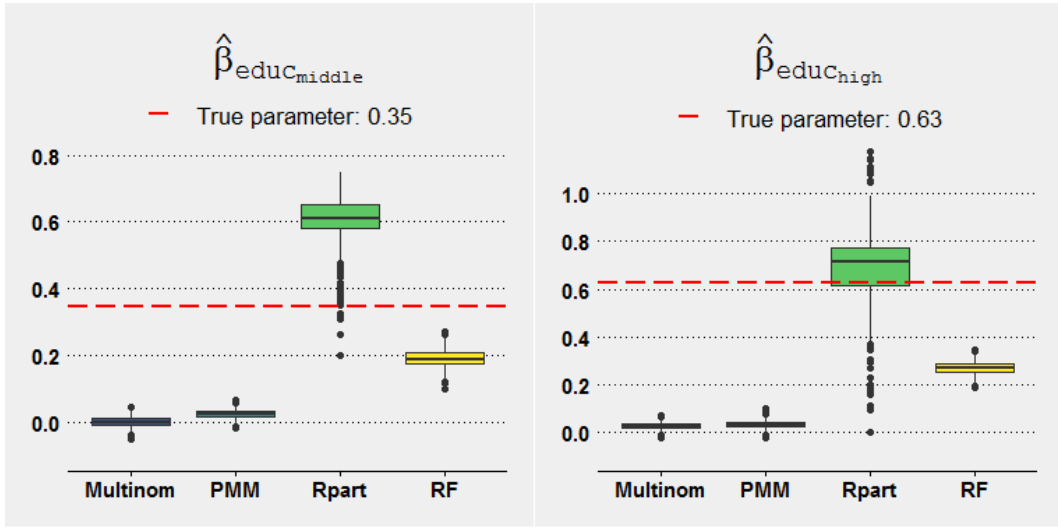 β̂educmiddle
True parameter: 0.35
0.8
0.6
0.4
0.2
0.0
Multinom PMM Rpart RF
β̂educhigh
True parameter: 0.63
1.0
0.8
0.6
0.4
0.2
0.0
Multinom PMM Rpart RF